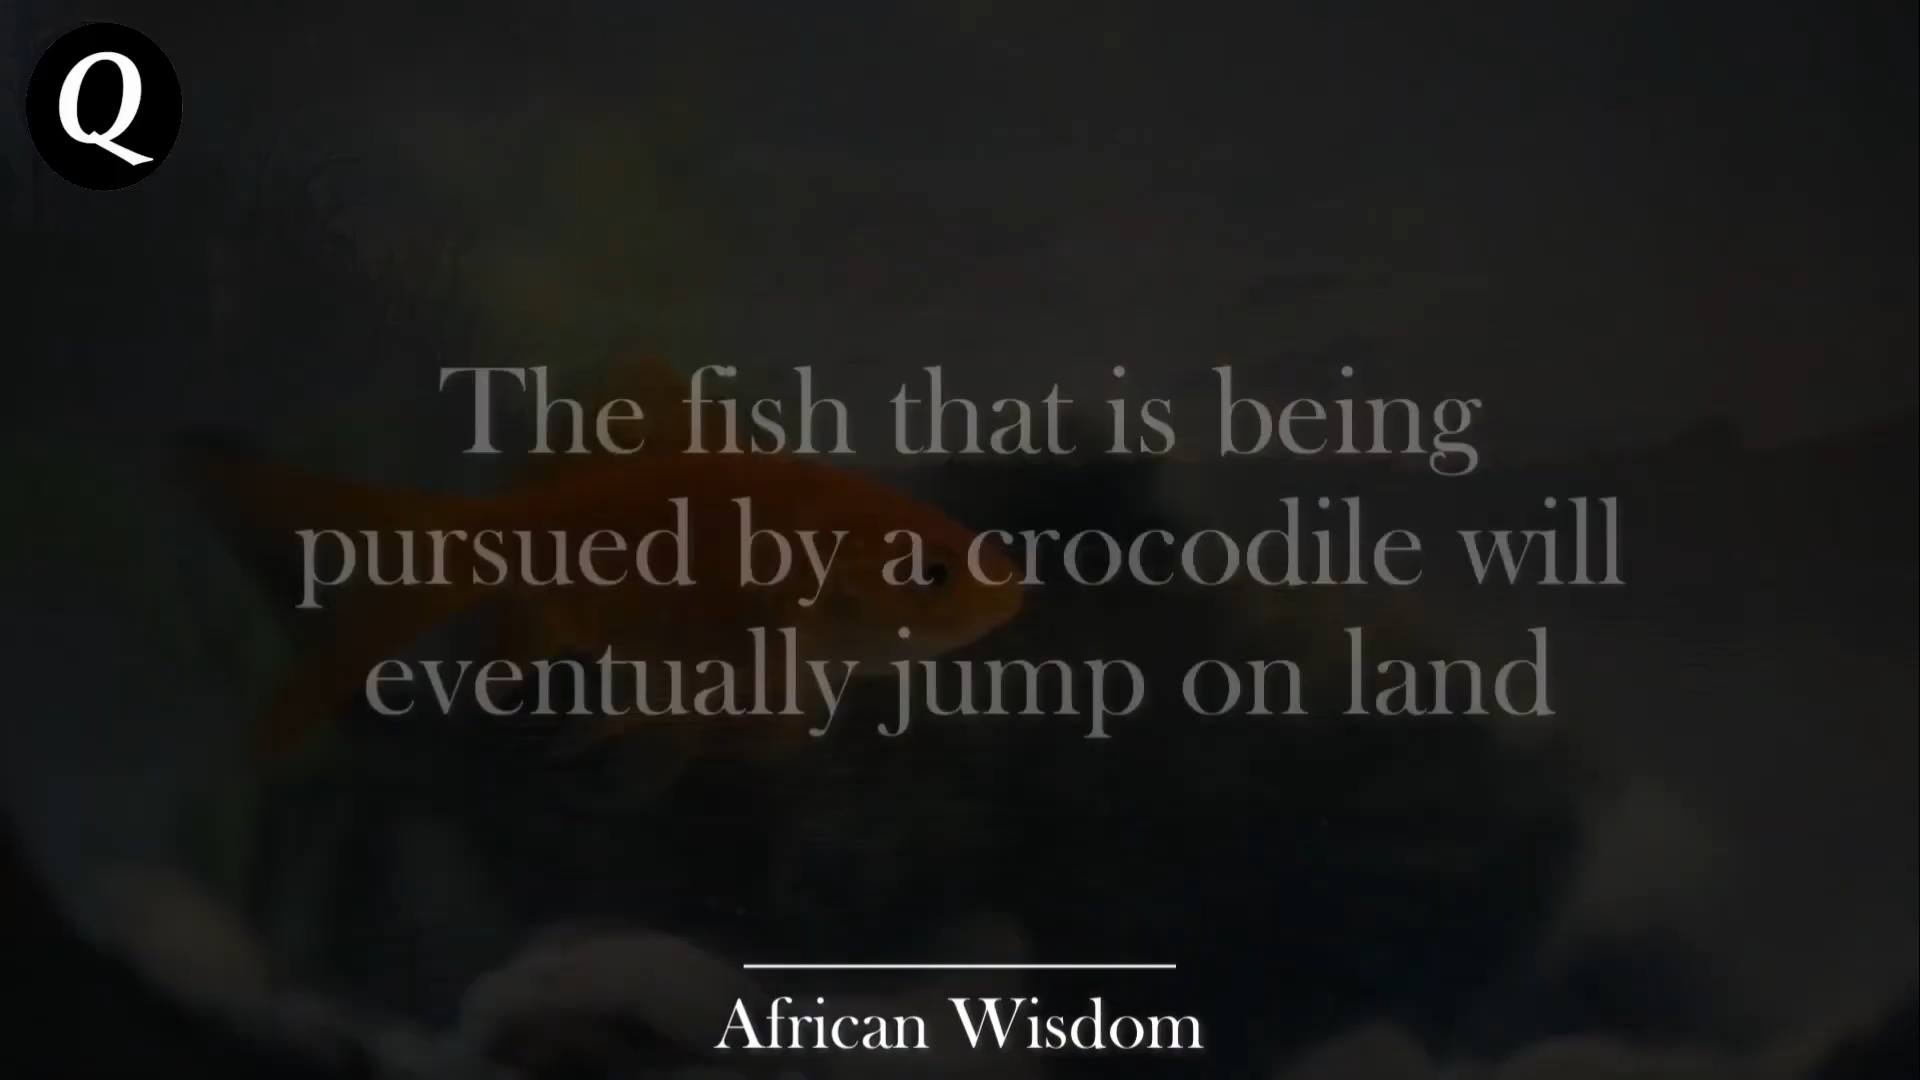 Q
The fish that is being
pursued by a crocodile will
eventually jump on land
African Wisdom